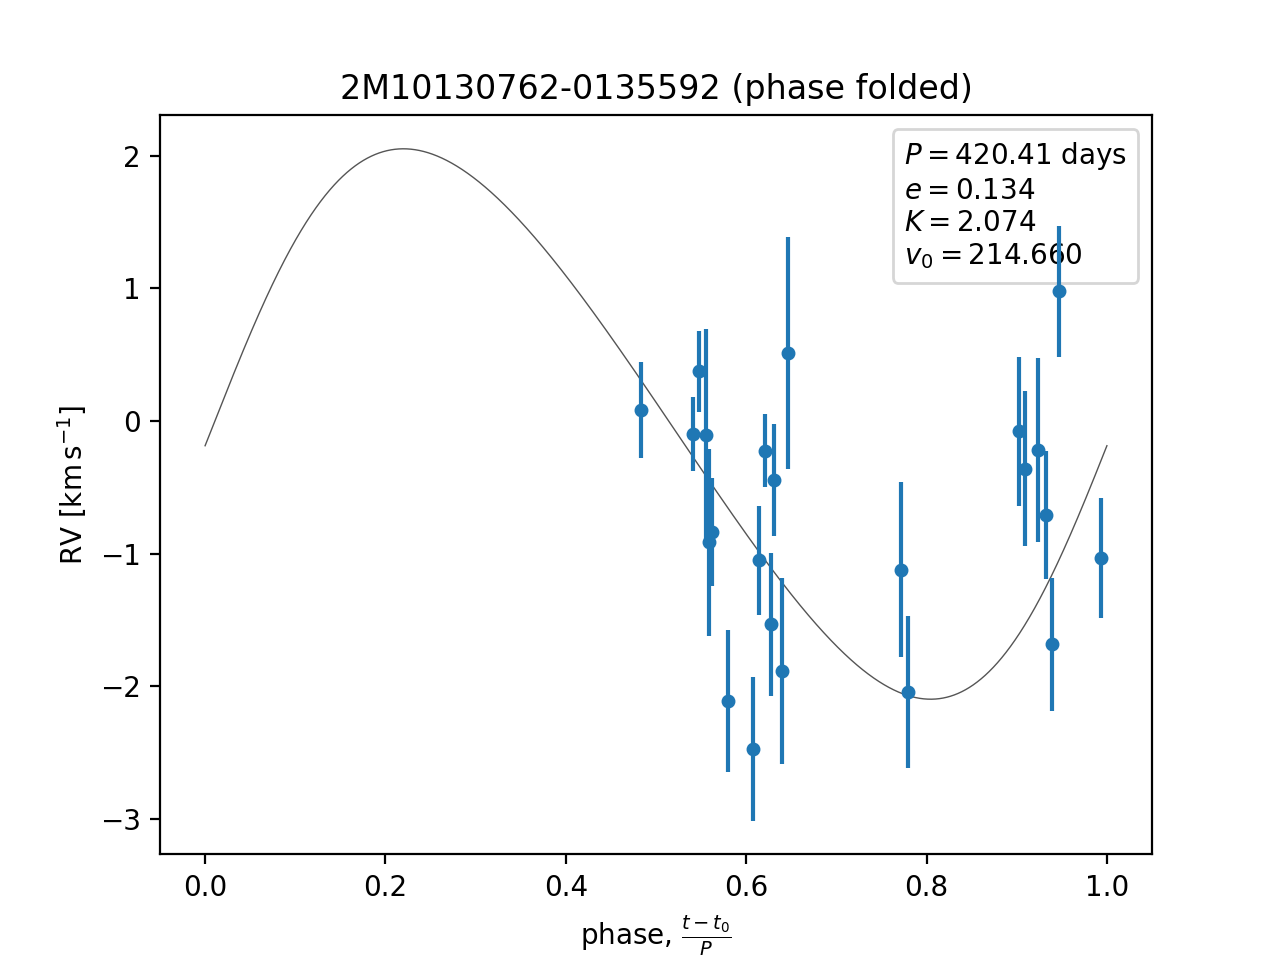 2M10130762-0135592 (phase folded)
P = 420.41 days
e = 0.134
K = 2.074
v₀ = 214.660
RV [km s⁻¹]
2
1
0
−1
−2
−3
0.0 0.2 0.4 0.6 0.8 1.0
phase, (t − t₀)/P